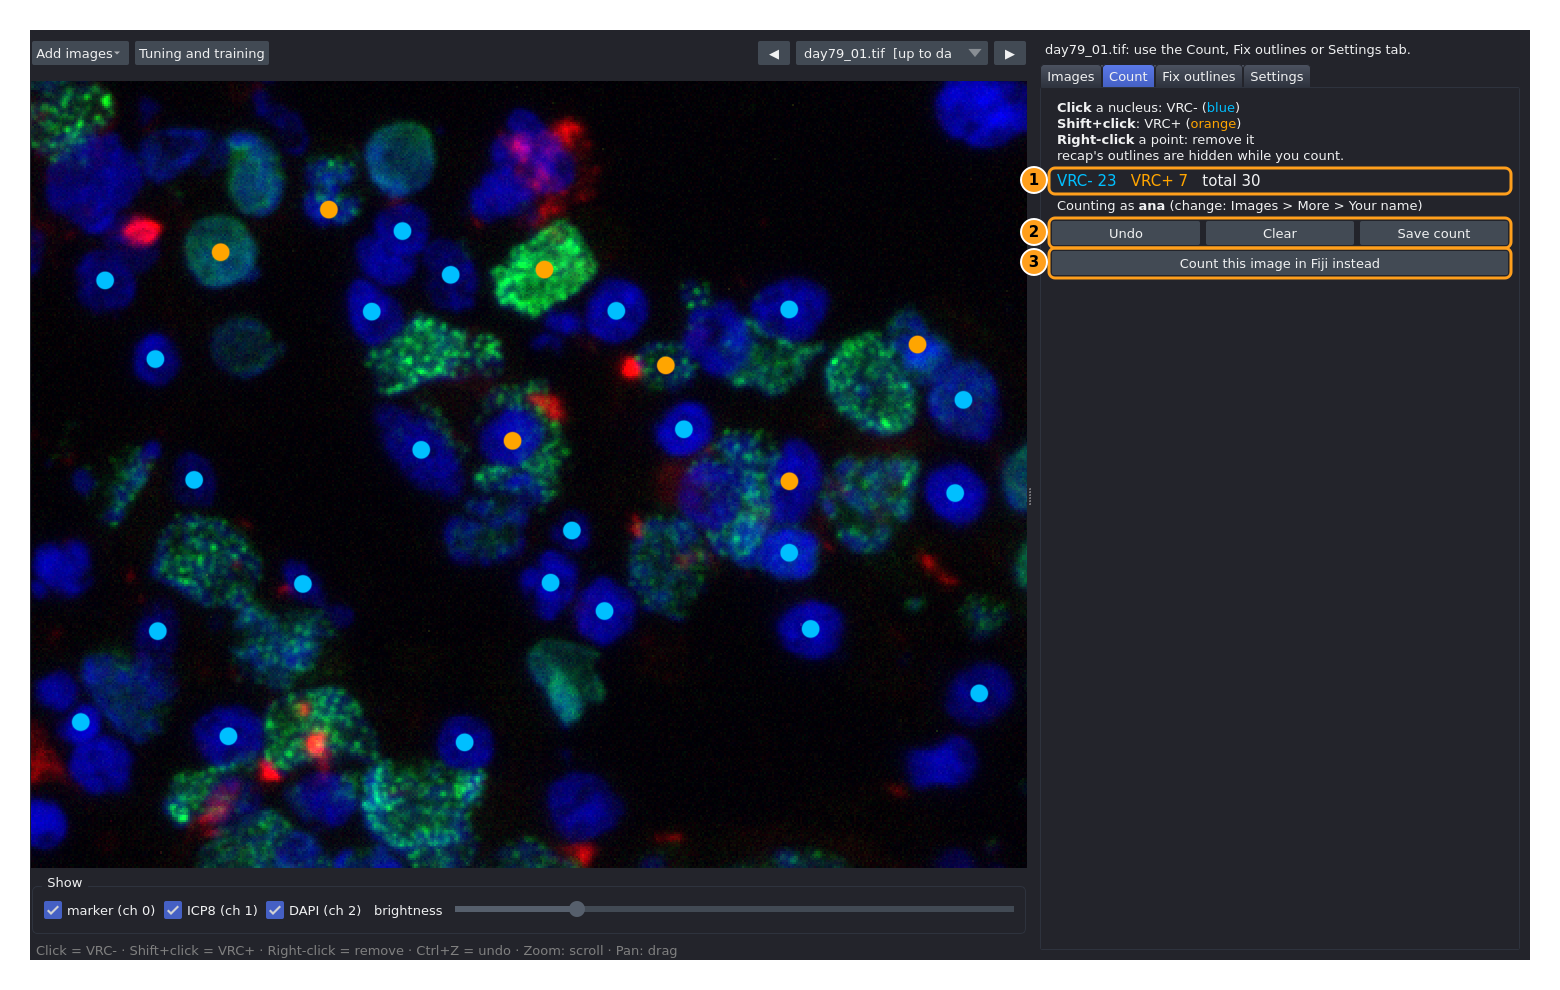 Add images
Tuning and training
◀
day79_01.tif [up to da
▶
day79_01.tif: use the Count, Fix outlines or Settings tab.
Images
Count
Fix outlines
Settings
Click a nucleus: VRC- (blue)
Shift+click: VRC+ (orange)
Right-click a point: remove it
recap's outlines are hidden while you count.
1
VRC- 23 VRC+ 7 total 30
Counting as ana (change: Images > More > Your name)
2
Undo
Clear
Save count
3
Count this image in Fiji instead
Show
marker (ch 0)
ICP8 (ch 1)
DAPI (ch 2)
brightness
Click = VRC- · Shift+click = VRC+ · Right-click = remove · Ctrl+Z = undo · Zoom: scroll · Pan: drag